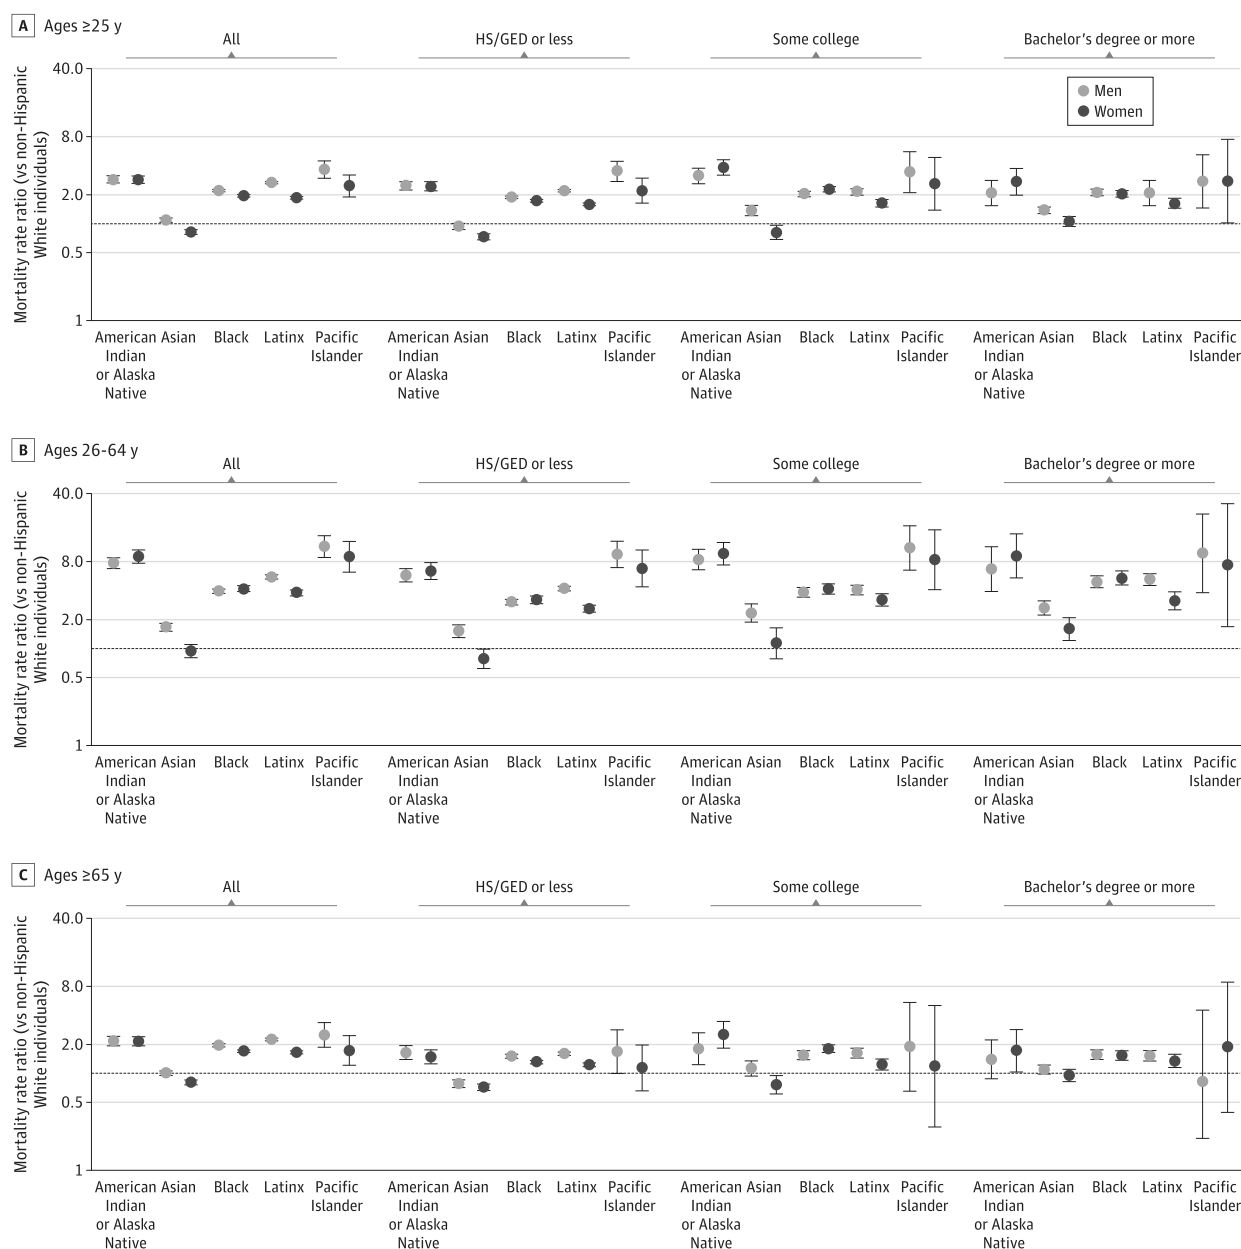 A Ages ≥25 y
All
HS/GED or less
Some college
Bachelor's degree or more
Mortality rate ratio (vs non-Hispanic
White individuals)
40.0
8.0
2.0
0.5
1
Men
Women
American Asian Black Latinx Pacific American Asian Black Latinx Pacific American Asian Black Latinx Pacific American Asian Black Latinx Pacific
Indian Islander Indian Islander Indian Islander Indian Islander
or Alaska or Alaska or Alaska or Alaska
Native Native Native Native
B Ages 26-64 y
All
HS/GED or less
Some college
Bachelor's degree or more
Mortality rate ratio (vs non-Hispanic
White individuals)
40.0
8.0
2.0
0.5
1
American Asian Black Latinx Pacific American Asian Black Latinx Pacific American Asian Black Latinx Pacific American Asian Black Latinx Pacific
Indian Islander Indian Islander Indian Islander Indian Islander
or Alaska or Alaska or Alaska or Alaska
Native Native Native Native
C Ages ≥65 y
All
HS/GED or less
Some college
Bachelor's degree or more
Mortality rate ratio (vs non-Hispanic
White individuals)
40.0
8.0
2.0
0.5
1
American Asian Black Latinx Pacific American Asian Black Latinx Pacific American Asian Black Latinx Pacific American Asian Black Latinx Pacific
Indian Islander Indian Islander Indian Islander Indian Islander
or Alaska or Alaska or Alaska or Alaska
Native Native Native Native